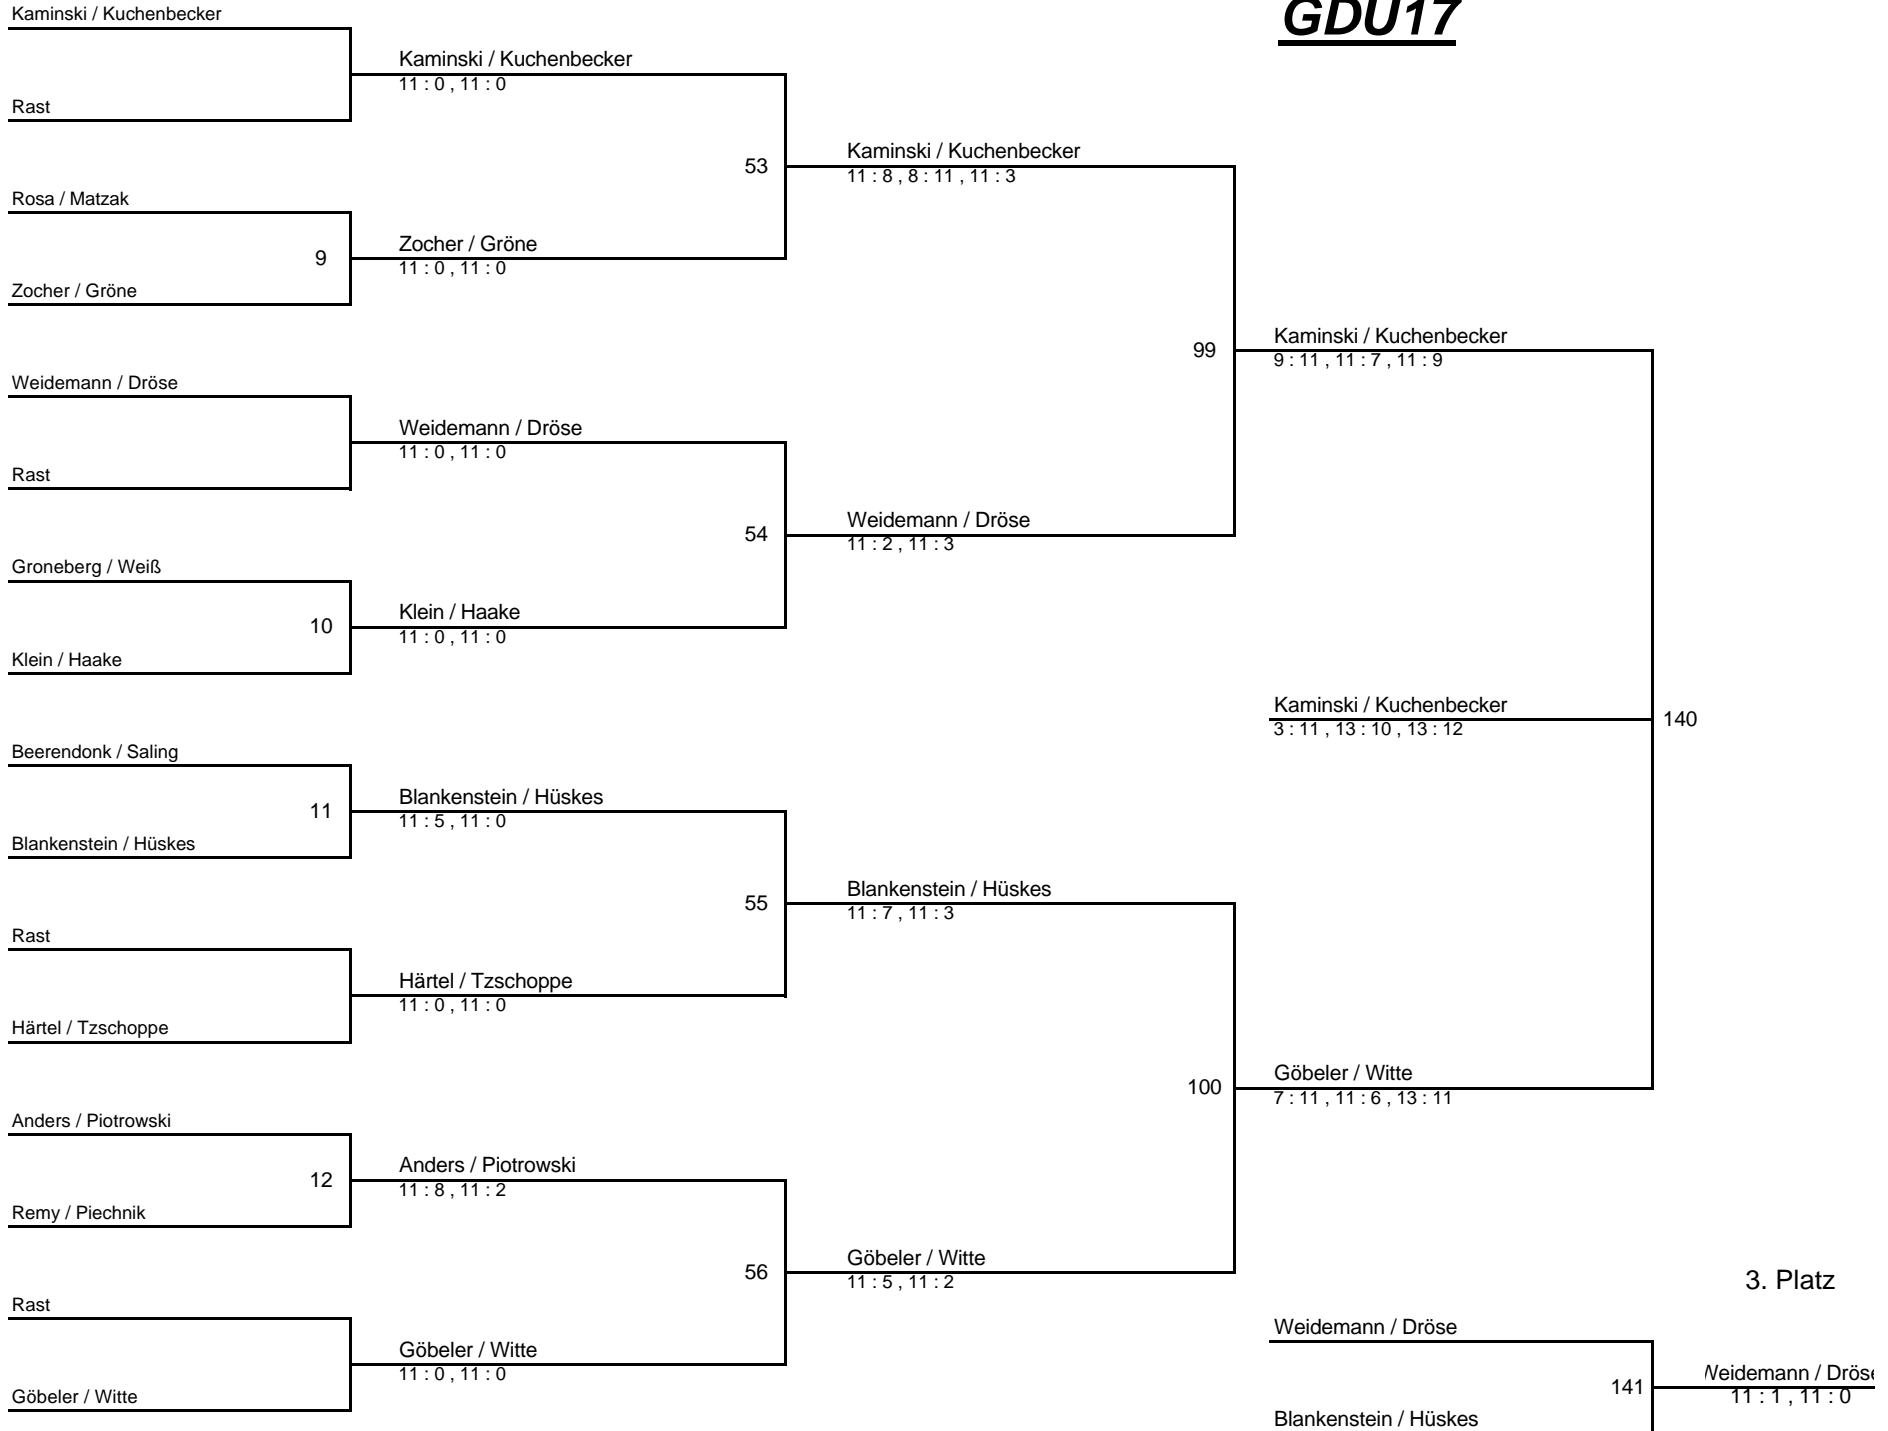 GDU17
Kaminski / Kuchenbecker
Rast
Rosa / Matzak
9
Zocher / Gröne
Weidemann / Dröse
Rast
Groneberg / Weiß
10
Klein / Haake
Beerendonk / Saling
11
Blankenstein / Hüskes
Rast
Härtel / Tzschoppe
Anders / Piotrowski
12
Remy / Piechnik
Rast
Göbeler / Witte
Kaminski / Kuchenbecker
11 : 0 , 11 : 0
53
Zocher / Gröne
11 : 0 , 11 : 0
Weidemann / Dröse
11 : 0 , 11 : 0
54
Klein / Haake
11 : 0 , 11 : 0
Blankenstein / Hüskes
11 : 5 , 11 : 0
55
Härtel / Tzschoppe
11 : 0 , 11 : 0
Anders / Piotrowski
11 : 8 , 11 : 2
56
Göbeler / Witte
11 : 0 , 11 : 0
Kaminski / Kuchenbecker
11 : 8 , 8 : 11 , 11 : 3
99
Weidemann / Dröse
11 : 2 , 11 : 3
Blankenstein / Hüskes
11 : 7 , 11 : 3
100
Göbeler / Witte
11 : 5 , 11 : 2
Kaminski / Kuchenbecker
9 : 11 , 11 : 7 , 11 : 9
Kaminski / Kuchenbecker
3 : 11 , 13 : 10 , 13 : 12
140
Göbeler / Witte
7 : 11 , 11 : 6 , 13 : 11
3. Platz
Weidemann / Dröse
141
Blankenstein / Hüskes
Weidemann / Dröse
11 : 1 , 11 : 0